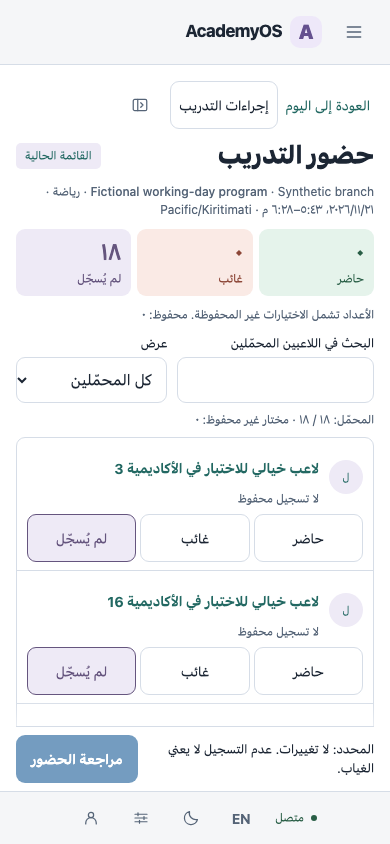 AcademyOS A
العودة إلى اليوم
إجراءات التدريب
حضور التدريب
القائمة الحالية
رياضة · Fictional working-day program · Synthetic branch ·
٢٠٢٦/١١/٢١، ٥:٤٣–٦:٢٨ م · Pacific/Kiritimati
٠
حاضر
٠
غائب
١٨
لم يُسجّل
الأعداد تشمل الاختيارات غير المحفوظة. محفوظ: ٠
البحث في اللاعبين المحمّلين
عرض
كل المحمّلين
المحمّل: ١٨ / ١٨ · مختار غير محفوظ: ٠
ل
لاعب خيالي للاختبار في الأكاديمية 3
لا تسجيل محفوظ
حاضر
غائب
لم يُسجّل
ل
لاعب خيالي للاختبار في الأكاديمية 16
لا تسجيل محفوظ
حاضر
غائب
لم يُسجّل
المحدد: لا تغييرات. عدم التسجيل لا يعني
الغياب.
مراجعة الحضور
متصل
EN